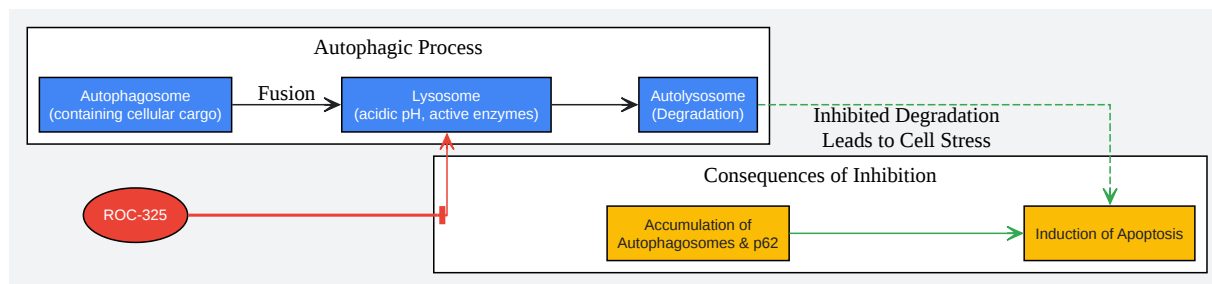 Autophagic Process
Autophagosome
(containing cellular cargo)
Fusion
Lysosome
(acidic pH, active enzymes)
Autolysosome
(Degradation)
Inhibited Degradation
Leads to Cell Stress
Consequences of Inhibition
ROC-325
Accumulation of
Autophagosomes & p62
Induction of Apoptosis